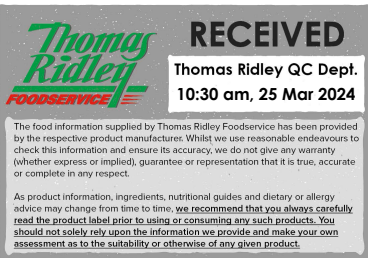 Thomas
Ridley
FOODSERVICE
RECEIVED
Thomas Ridley QC Dept.
10:30 am, 25 Mar 2024
The food information supplied by Thomas Ridley Foodservice has been provided
by the respective product manufacturer. Whilst we use reasonable endeavours to
check this information and ensure its accuracy, we do not give any warranty
(whether express or implied), guarantee or representation that it is true, accurate
or complete in any respect.
As product information, ingredients, nutritional guides and dietary or allergy
advice may change from time to time, we recommend that you always carefully
read the product label prior to using or consuming any such products. You
should not solely rely upon the information we provide and make your own
assessment as to the suitability or otherwise of any given product.